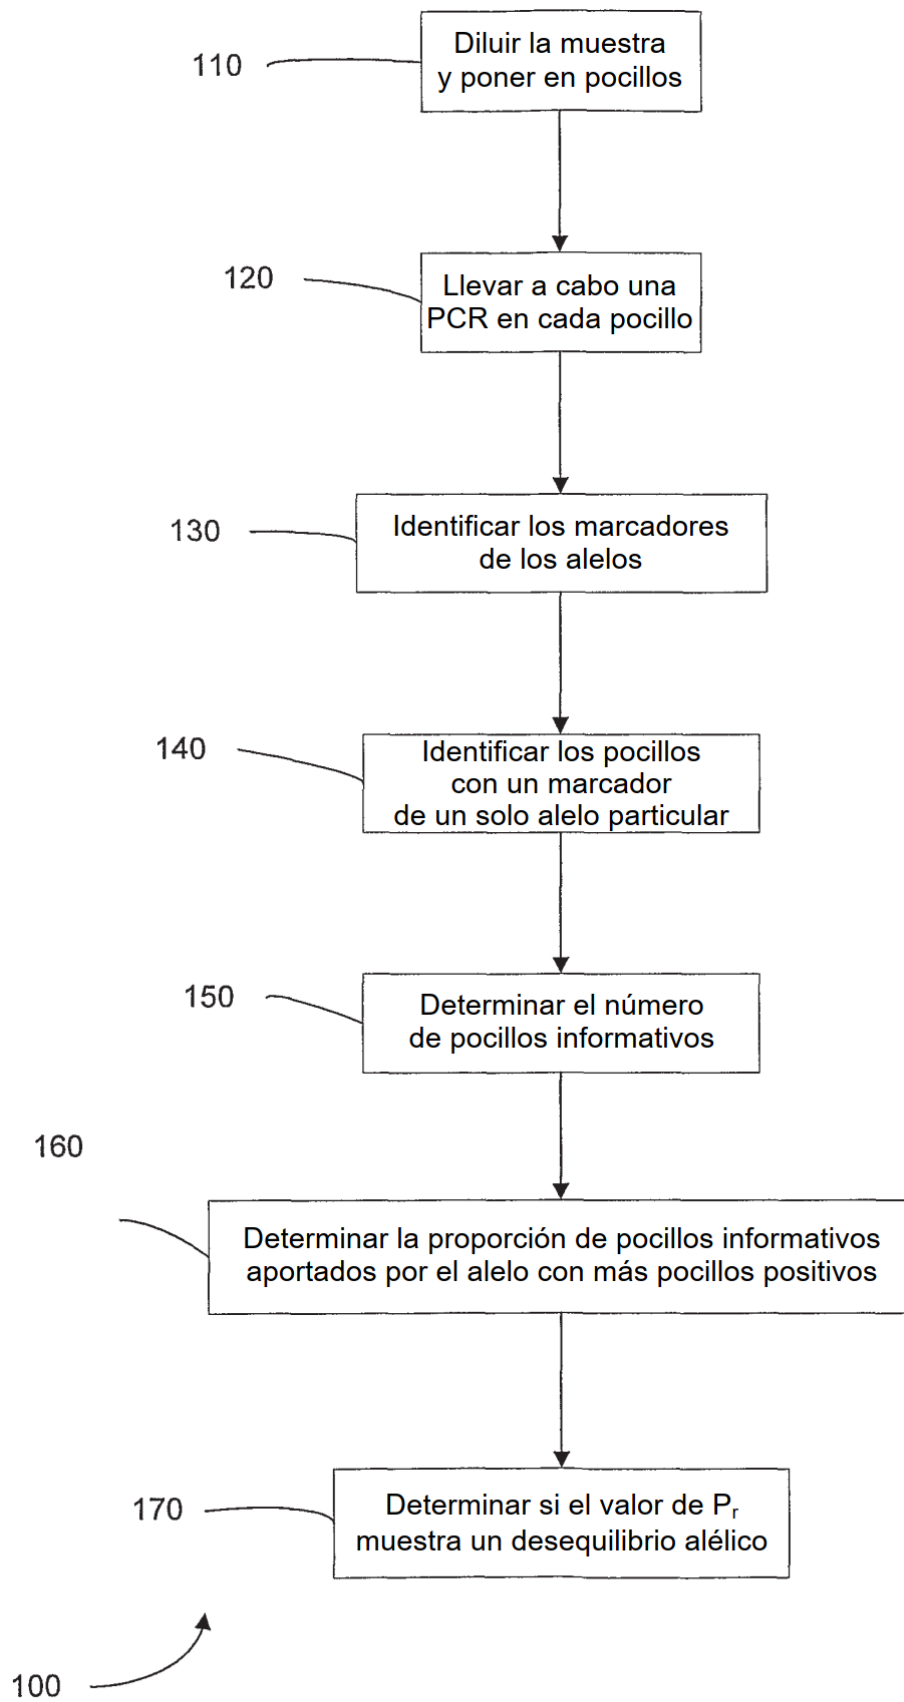 110
Diluir la muestra
y poner en pocillos
120
Llevar a cabo una
PCR en cada pocillo
130
Identificar los marcadores
de los alelos
140
Identificar los pocillos
con un marcador
de un solo alelo particular
150
Determinar el número
de pocillos informativos
160
Determinar la proporción de pocillos informativos
aportados por el alelo con más pocillos positivos
170
Determinar si el valor de Pr
muestra un desequilibrio alélico
100